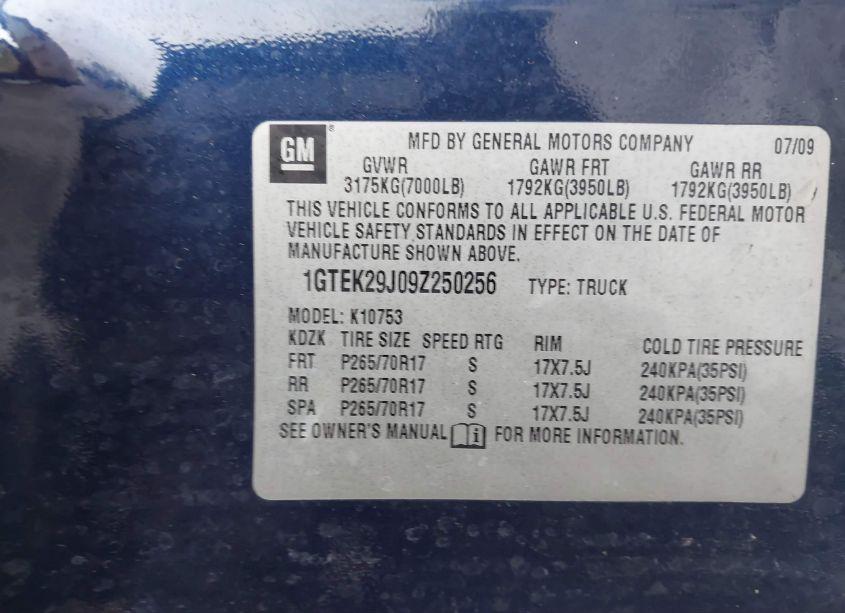 GM ® MFD BY GENERAL MOTORS COMPANY 07/09
GVWR GAWR FRT GAWR RR
3175KG(7000LB) 1792KG(3950LB) 1792KG(3950LB)
THIS VEHICLE CONFORMS TO ALL APPLICABLE U.S. FEDERAL MOTOR
VEHICLE SAFETY STANDARDS IN EFFECT ON THE DATE OF
MANUFACTURE SHOWN ABOVE.
1GTEK29J09Z250256 TYPE: TRUCK
MODEL: K10753
KDZK TIRE SIZE SPEED RTG RIM COLD TIRE PRESSURE
FRT P265/70R17 S 17X7.5J 240KPA(35PSI)
RR P265/70R17 S 17X7.5J 240KPA(35PSI)
SPA P265/70R17 S 17X7.5J 240KPA(35PSI)
SEE OWNER'S MANUAL i FOR MORE INFORMATION.